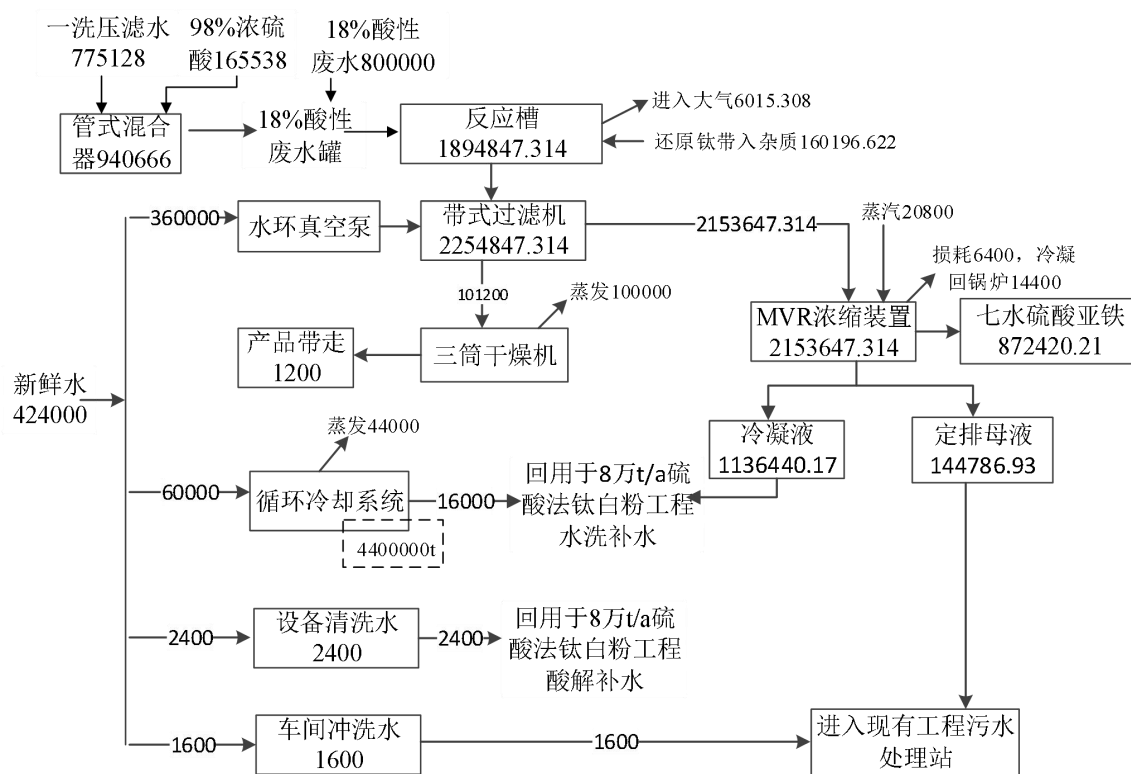 一洗压滤水
775128
98%浓硫
酸165538
18%酸性
废水800000
管式混合
器940666
18%酸性
废水罐
反应槽
1894847.314
进入大气6015.308
还原钛带入杂质160196.622
360000
水环真空泵
带式过滤机
2254847.314
2153647.314
蒸汽20800
损耗6400，冷凝
回锅炉14400
101200
蒸发100000
MVR浓缩装置
2153647.314
七水硫酸亚铁
872420.21
产品带走
1200
三筒干燥机
新鲜水
424000
蒸发44000
冷凝液
1136440.17
定排母液
144786.93
60000
循环冷却系统
16000
4400000t
回用于8万t/a硫
酸法钛白粉工程
水洗补水
2400
设备清洗水
2400
2400
回用于8万t/a硫
酸法钛白粉工程
酸解补水
1600
车间冲洗水
1600
1600
进入现有工程污水
处理站